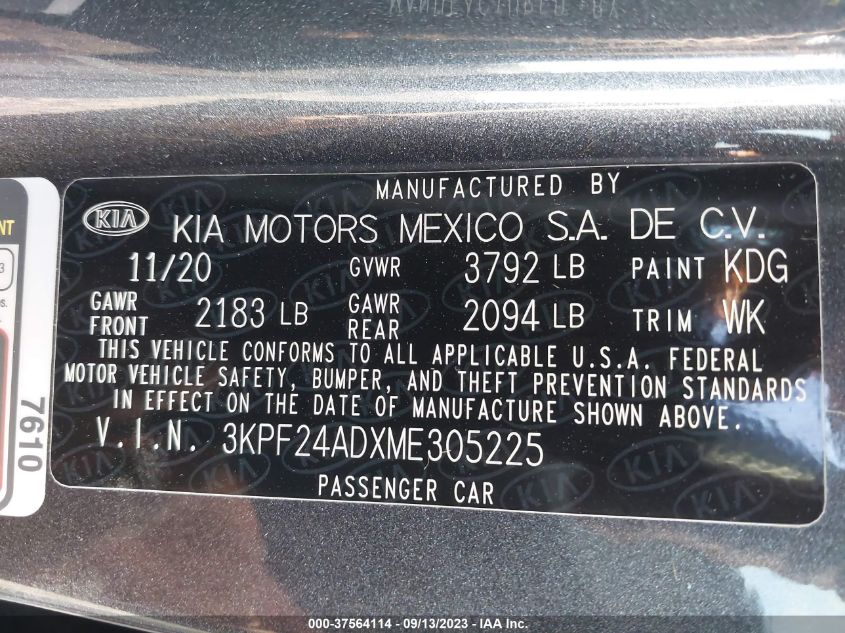 MANUFACTURED BY
KIA KIA MOTORS MEXICO S.A. DE C.V.
11/20 GVWR 3792 LB PAINT KDG
GAWR FRONT 2183 LB GAWR REAR 2094 LB TRIM WK
THIS VEHICLE CONFORMS TO ALL APPLICABLE U.S.A. FEDERAL
MOTOR VEHICLE SAFETY, BUMPER, AND THEFT PREVENTION STANDARDS
IN EFFECT ON THE DATE OF MANUFACTURE SHOWN ABOVE.
V.I.N. 3KPF24ADXME305225
PASSENGER CAR
7610
000-37564114 - 09/13/2023 - IAAI.com